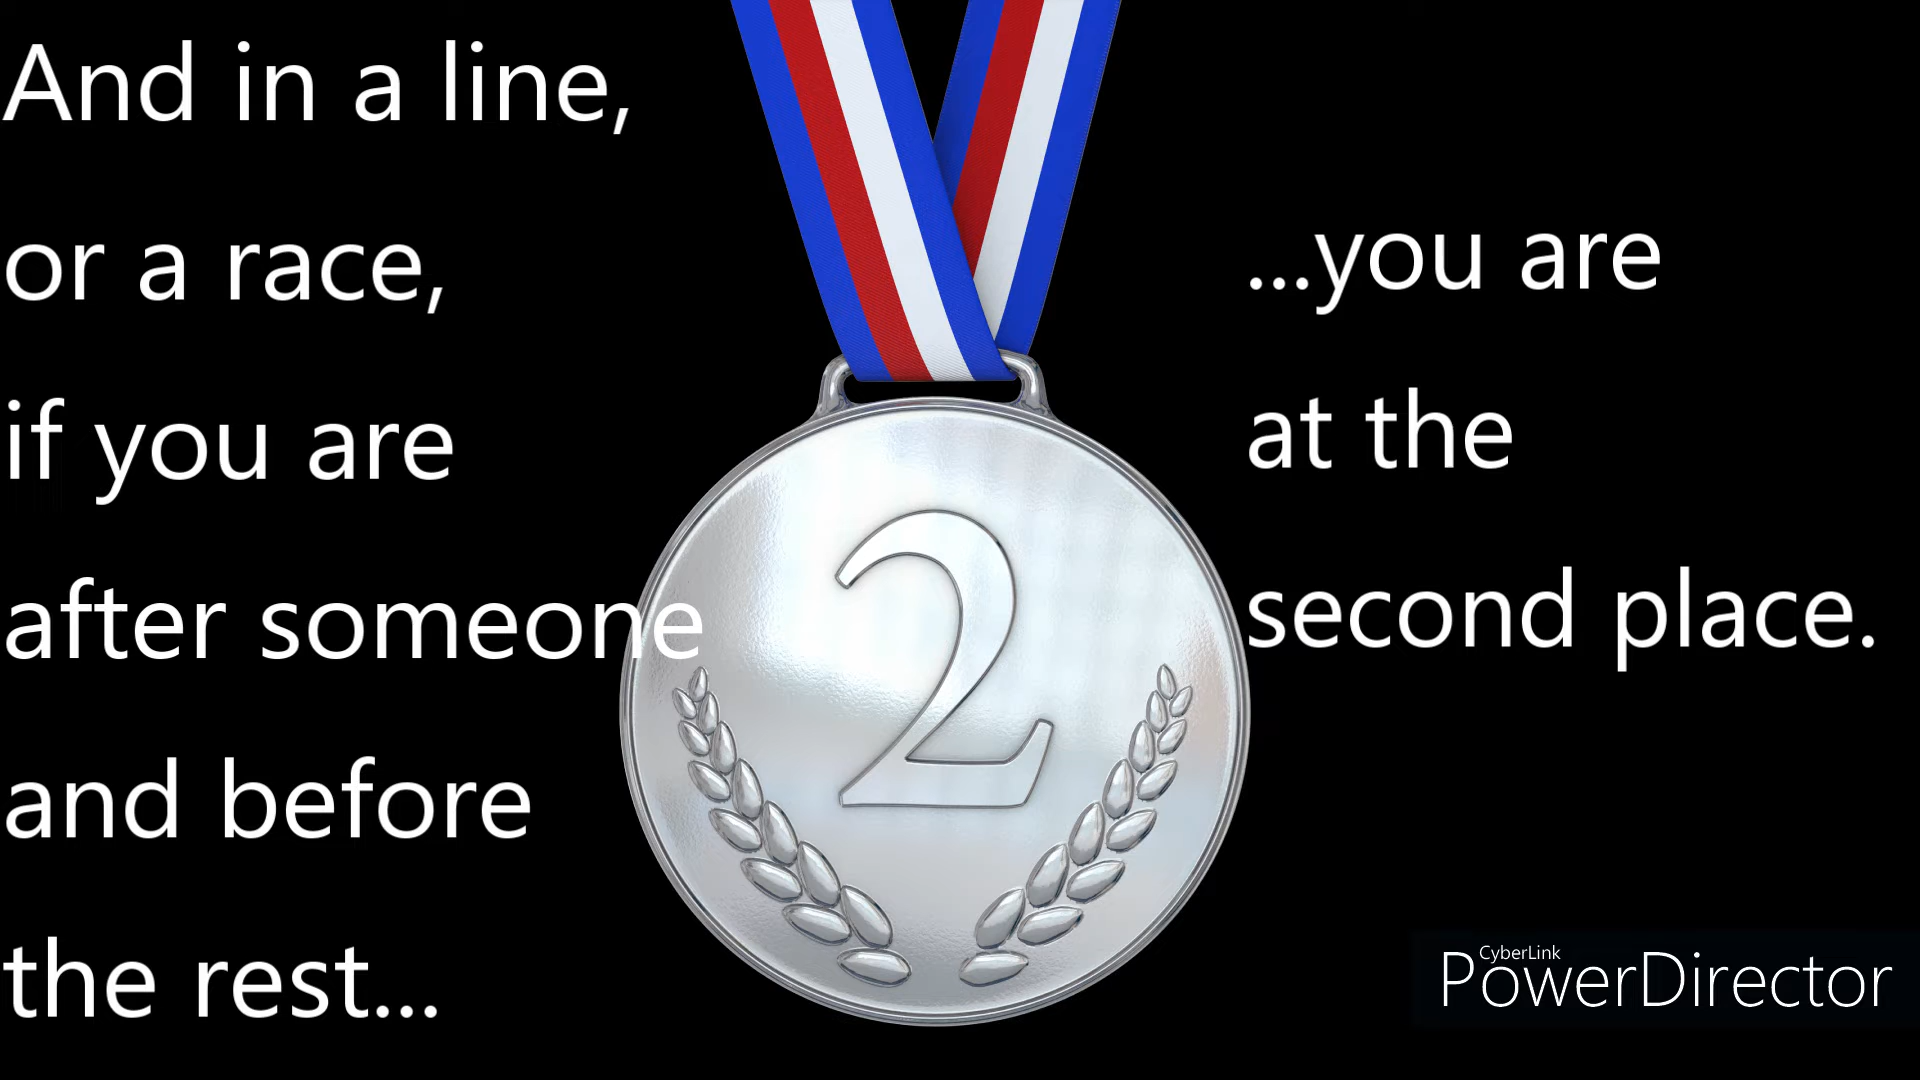 And in a line,
or a race,
if you are
after someone
and before
the rest...
...you are
at the
second place.
2
CyberLink
PowerDirector